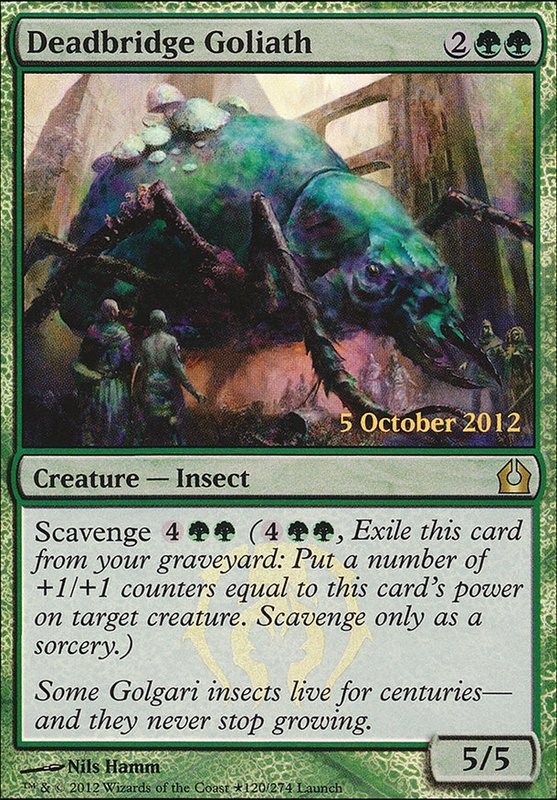 Deadbridge Goliath 2
5 October 2012
Creature — Insect
Scavenge 4 (4, Exile this card
from your graveyard: Put a number of
+1/+1 counters equal to this card's power
on target creature. Scavenge only as a
sorcery.)
Some Golgari insects live for centuries—
and they never stop growing.
5/5
Nils Hamm
™ & © 2012 Wizards of the Coast ★120/274 Launch